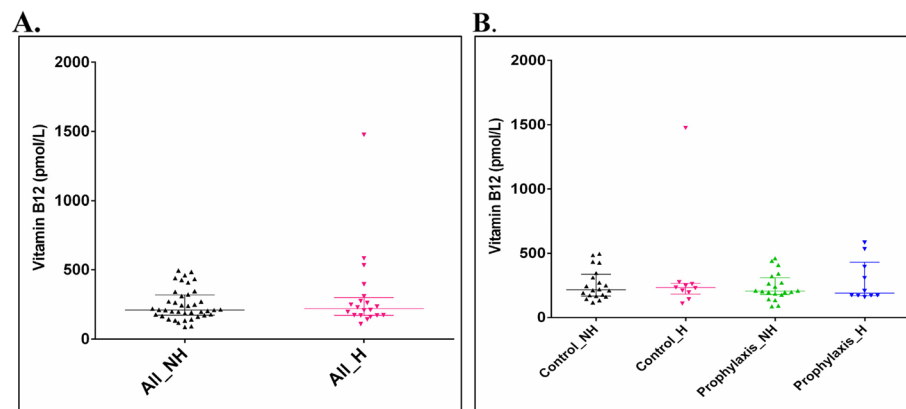 A.
Vitamin B12 (pmol/L)
2000
1500
1000
500
0
All_NH
All_H
B.
Vitamin B12 (pmol/L)
2000
1500
1000
500
0
Control_NH
Control_H
Prophylaxis_NH
Prophylaxis_H